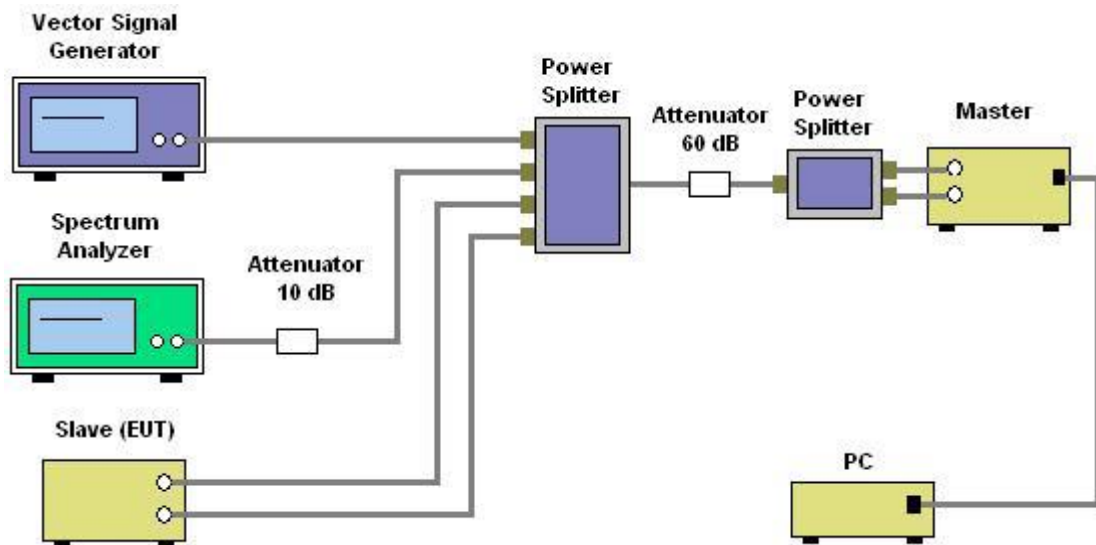 Vector Signal
Generator
Power
Splitter
Attenuator
60 dB
Power
Splitter
Master
Spectrum
Analyzer
Attenuator
10 dB
Slave (EUT)
PC